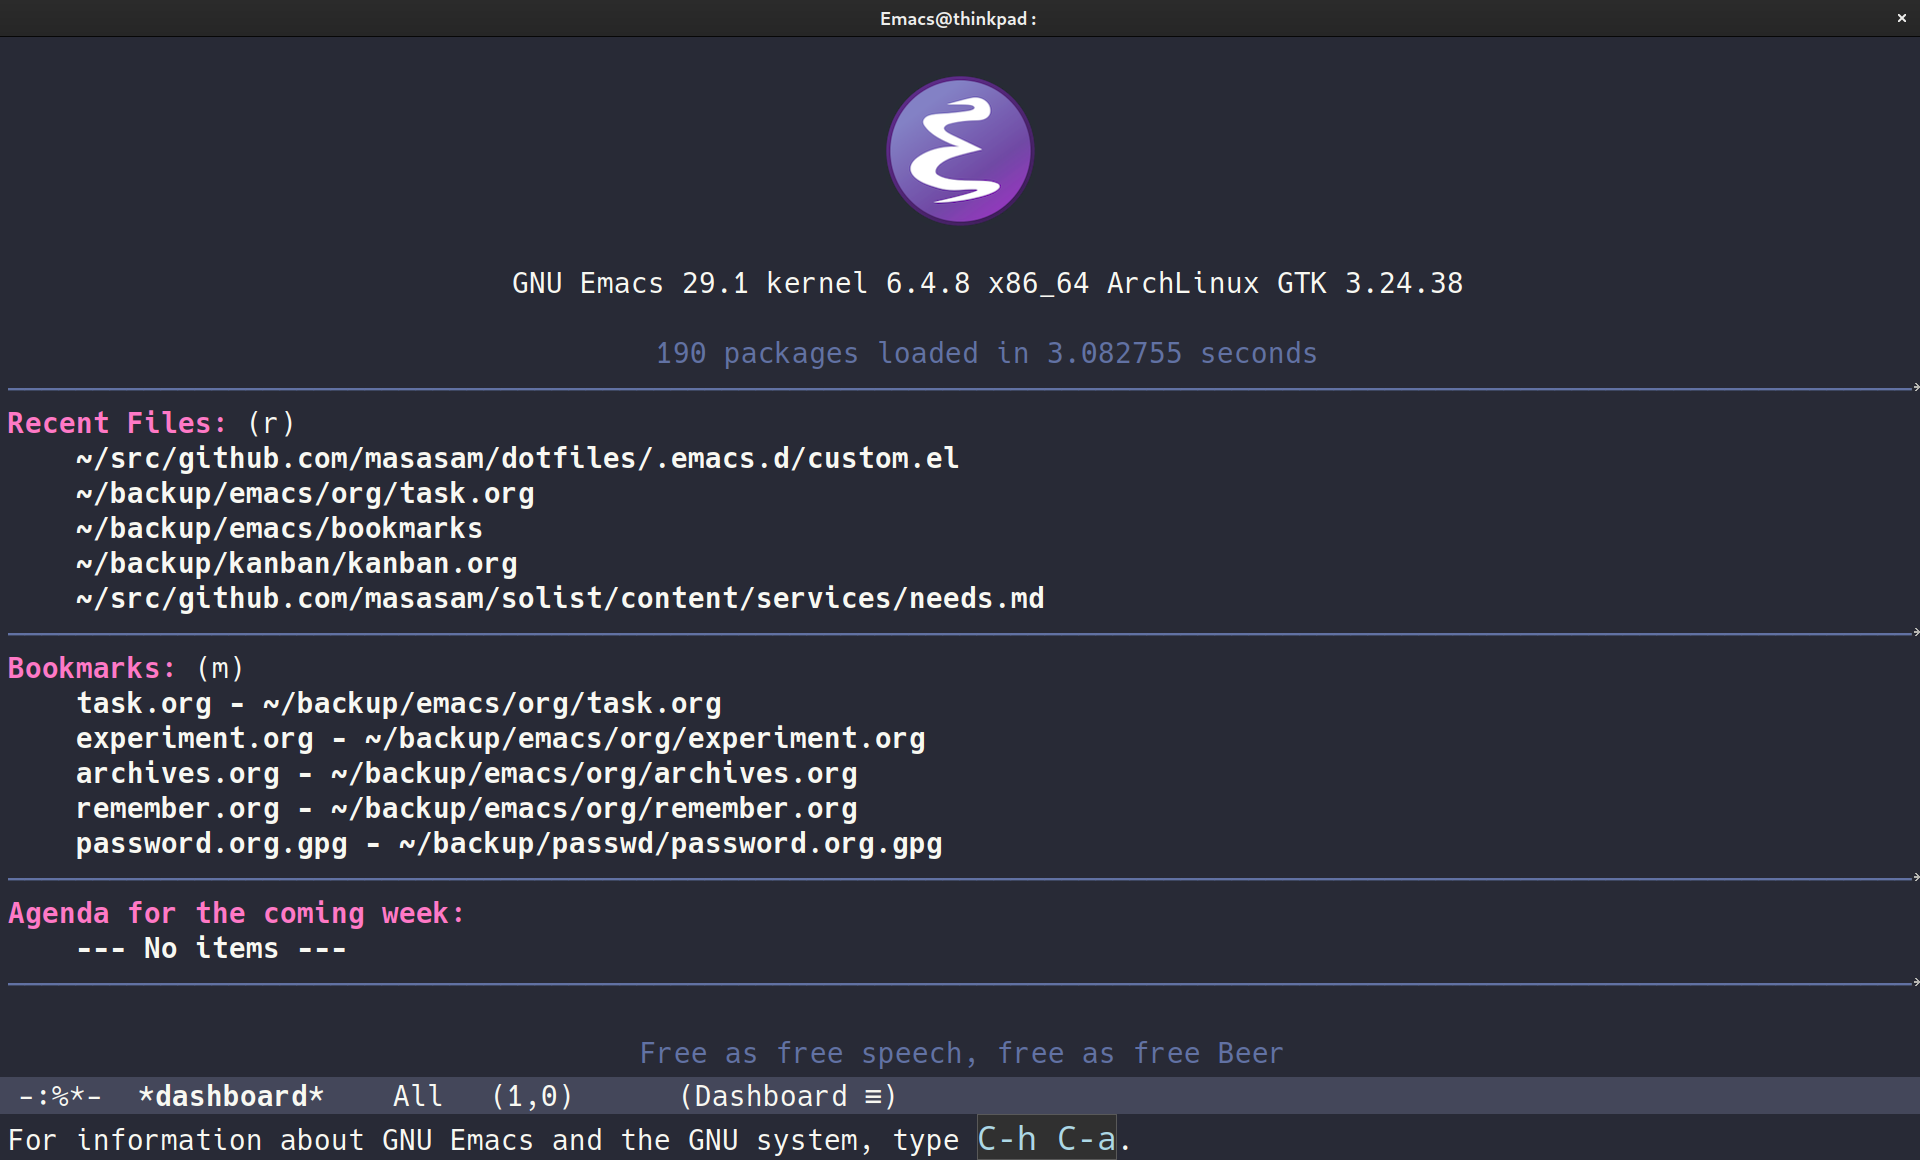 Emacs@thinkpad:
GNU Emacs 29.1 kernel 6.4.8 x86_64 ArchLinux GTK 3.24.38
190 packages loaded in 3.082755 seconds
Recent Files: (r)
~/src/github.com/masasam/dotfiles/.emacs.d/custom.el
~/backup/emacs/org/task.org
~/backup/emacs/bookmarks
~/backup/kanban/kanban.org
~/src/github.com/masasam/solist/content/services/needs.md
Bookmarks: (m)
task.org - ~/backup/emacs/org/task.org
experiment.org - ~/backup/emacs/org/experiment.org
archives.org - ~/backup/emacs/org/archives.org
remember.org - ~/backup/emacs/org/remember.org
password.org.gpg - ~/backup/passwd/password.org.gpg
Agenda for the coming week:
--- No items ---
Free as free speech, free as free Beer
-:%*-  *dashboard*    All   (1,0)      (Dashboard ≡)
For information about GNU Emacs and the GNU system, type C-h C-a.